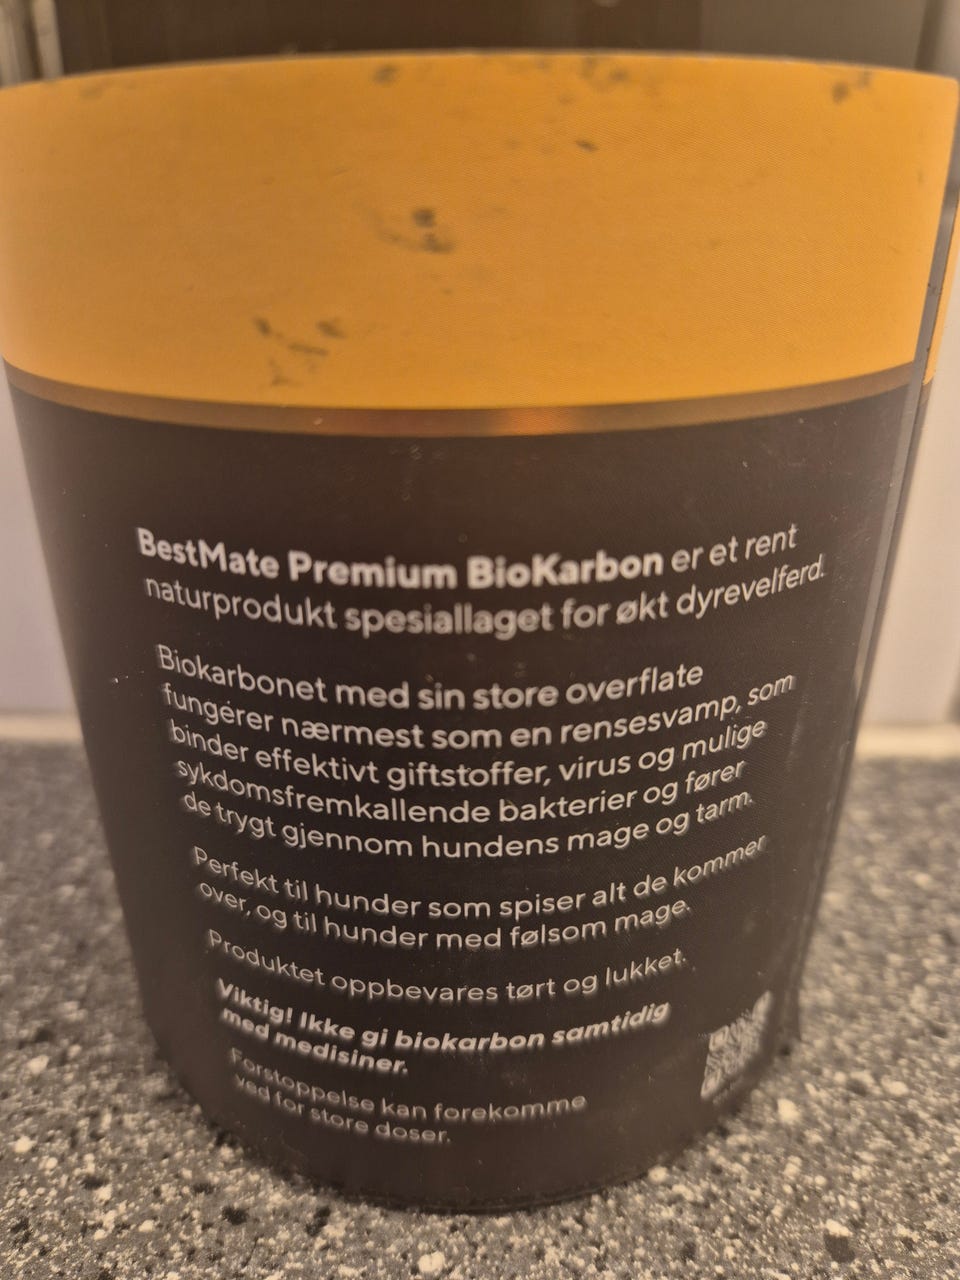 BestMate Premium BioKarbon er et rent
naturprodukt spesiallaget for økt dyrevelferd.
Biokarbonet med sin store overflate
fungerer nærmest som en rensesvamp, som
binder effektivt giftstoffer, virus og mulige
sykdomsfremkallende bakterier og fører
de trygt gjennom hundens mage og tarm.
Perfekt til hunder som spiser alt de kommer
over, og til hunder med følsom mage.
Produktet oppbevares tørt og lukket.
Viktig! Ikke gi biokarbon samtidig
med medisiner.
Forstoppelse kan forekomme
ved for store doser.